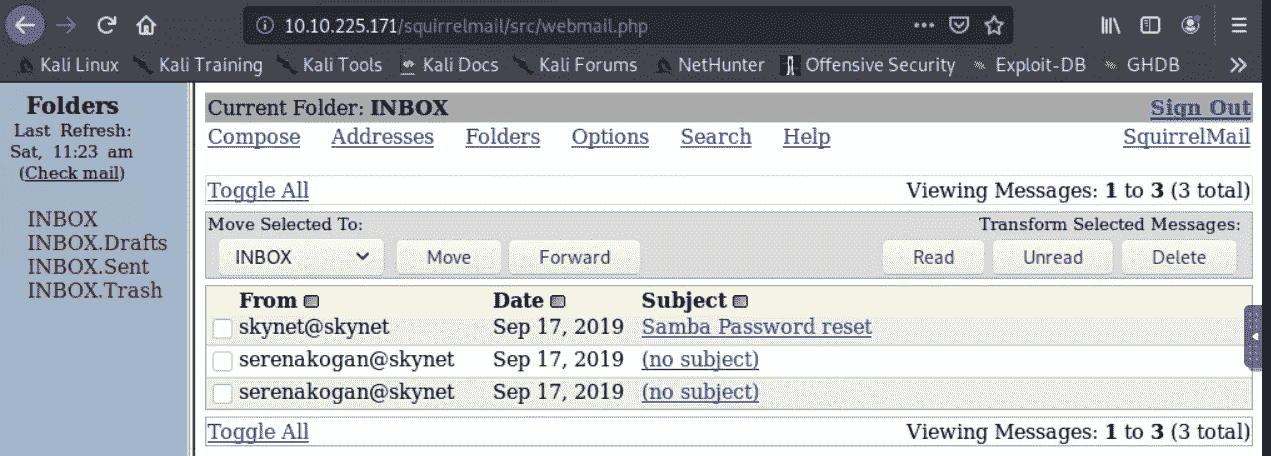 10.10.225.171/squirrelmail/src/webmail.php
Kali Linux Kali Training Kali Tools Kali Docs Kali Forums NetHunter Offensive Security Exploit-DB GHDB
Folders
Last Refresh:
Sat, 11:23 am
(Check mail)
INBOX
INBOX.Drafts
INBOX.Sent
INBOX.Trash
Current Folder: INBOX Sign Out
Compose Addresses Folders Options Search Help SquirrelMail
Toggle All Viewing Messages: 1 to 3 (3 total)
Move Selected To: Transform Selected Messages:
INBOX Move Forward Read Unread Delete
From Date Subject
skynet@skynet Sep 17, 2019 Samba Password reset
serenakogan@skynet Sep 17, 2019 (no subject)
serenakogan@skynet Sep 17, 2019 (no subject)
Toggle All Viewing Messages: 1 to 3 (3 total)